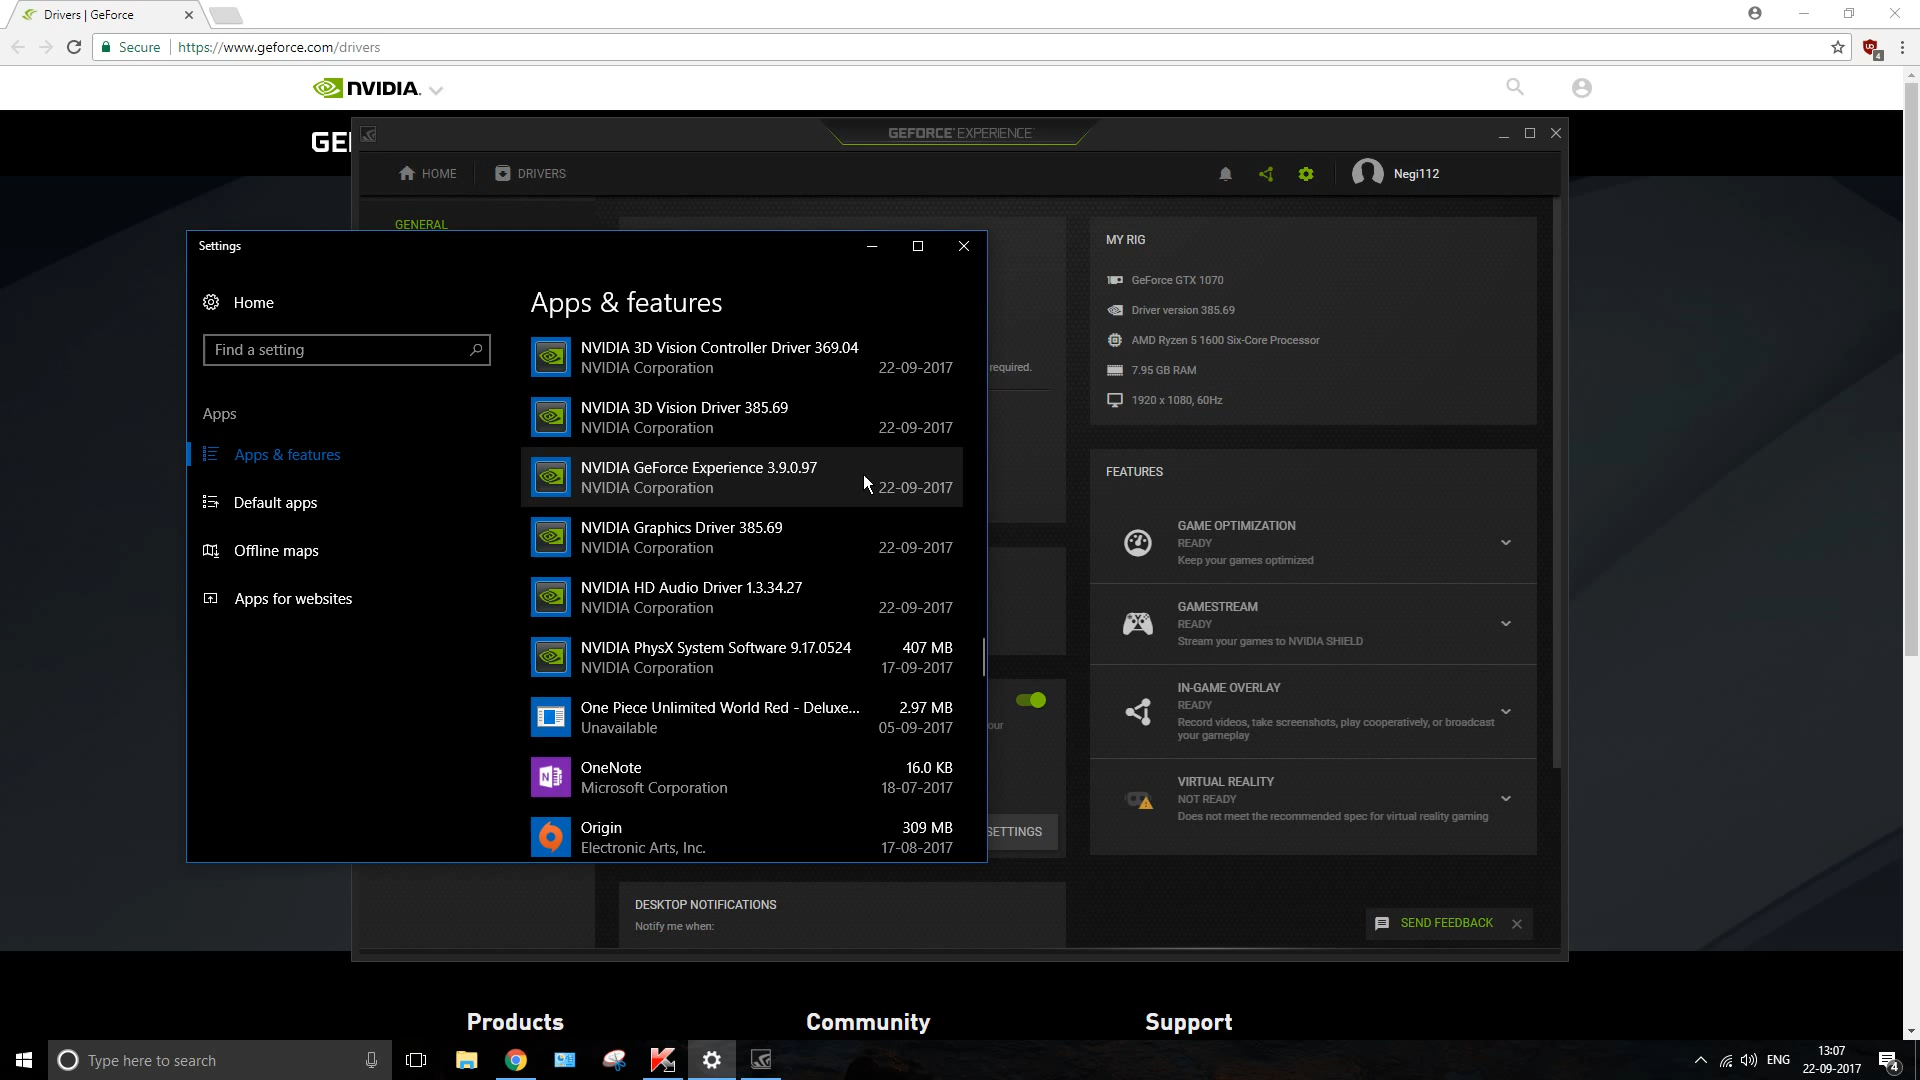 Drivers | GeForce
Secure
https://www.geforce.com/drivers
4
NVIDIA.
GE
GEFORCE EXPERIENCE
HOME
DRIVERS
Negi112
GENERAL
required.
our
SETTINGS
DESKTOP NOTIFICATIONS
Notify me when:
MY RIG
GeForce GTX 1070
Driver version 385.69
AMD Ryzen 5 1600 Six-Core Processor
7.95 GB RAM
1920 x 1080, 60Hz
FEATURES
GAME OPTIMIZATION
READY
Keep your games optimized
GAMESTREAM
READY
Stream your games to NVIDIA SHIELD
IN-GAME OVERLAY
READY
Record videos, take screenshots, play cooperatively, or broadcast
your gameplay
VIRTUAL REALITY
NOT READY
Does not meet the recommended spec for virtual reality gaming
SEND FEEDBACK
Settings
Home
Find a setting
Apps
Apps & features
Default apps
Offline maps
Apps for websites
Apps & features
NVIDIA 3D Vision Controller Driver 369.04
NVIDIA Corporation 22-09-2017
NVIDIA 3D Vision Driver 385.69
NVIDIA Corporation 22-09-2017
NVIDIA GeForce Experience 3.9.0.97
NVIDIA Corporation 22-09-2017
NVIDIA Graphics Driver 385.69
NVIDIA Corporation 22-09-2017
NVIDIA HD Audio Driver 1.3.34.27
NVIDIA Corporation 22-09-2017
NVIDIA PhysX System Software 9.17.0524 407 MB
NVIDIA Corporation 17-09-2017
One Piece Unlimited World Red - Deluxe... 2.97 MB
Unavailable 05-09-2017
OneNote 16.0 KB
Microsoft Corporation 18-07-2017
Origin 309 MB
Electronic Arts, Inc. 17-08-2017
Products
Community
Support
Type here to search
ENG
13:07
22-09-2017
4